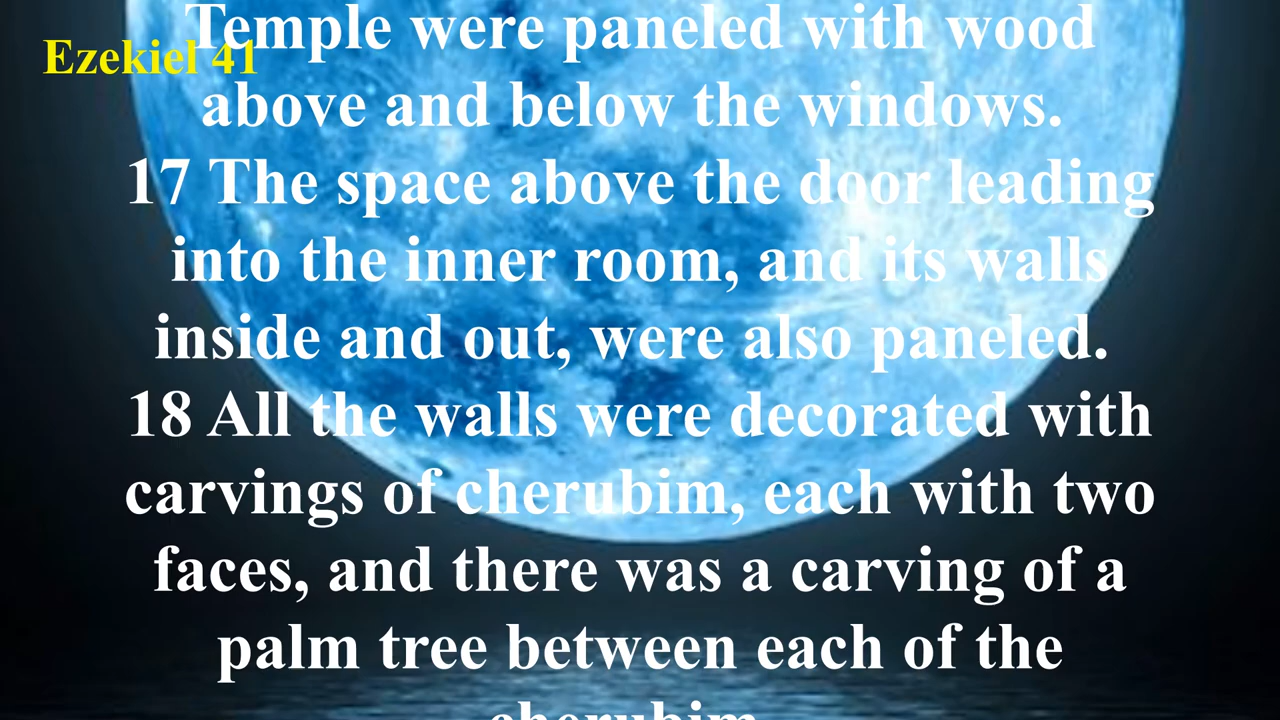 Temple were paneled with wood
Ezekiel 41
above and below the windows.
17 The space above the door leading
into the inner room, and its walls
inside and out, were also paneled.
18 All the walls were decorated with
carvings of cherubim, each with two
faces, and there was a carving of a
palm tree between each of the
cherubim.